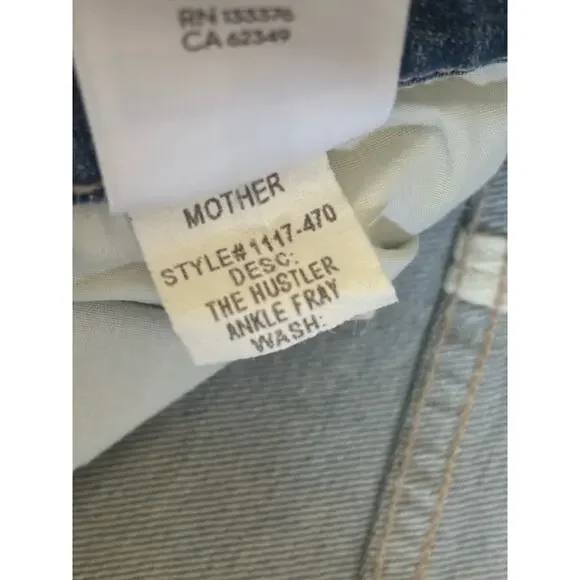 RN 133376
CA 62349
MOTHER
STYLE#1117-470
DESC:
THE HUSTLER
ANKLE FRAY
WASH: